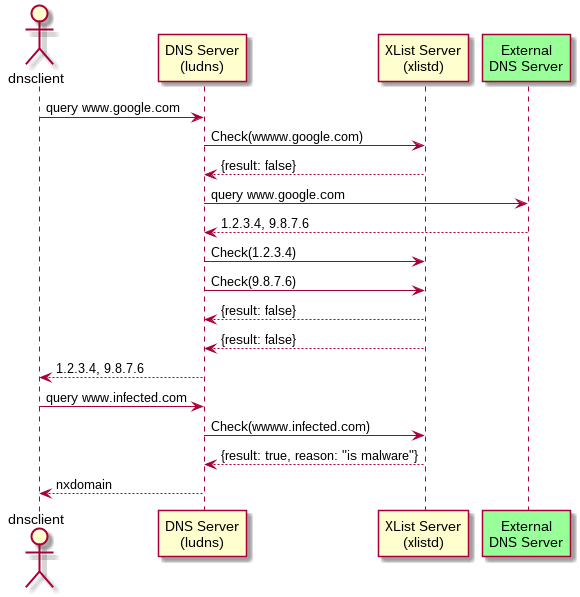 dnsclient
DNS Server
(ludns)
XList Server
(xlistd)
External
DNS Server
query www.google.com
Check(wwww.google.com)
{result: false}
query www.google.com
1.2.3.4, 9.8.7.6
Check(1.2.3.4)
Check(9.8.7.6)
{result: false}
{result: false}
1.2.3.4, 9.8.7.6
query www.infected.com
Check(wwww.infected.com)
{result: true, reason: "is malware"}
nxdomain
dnsclient
DNS Server
(ludns)
XList Server
(xlistd)
External
DNS Server